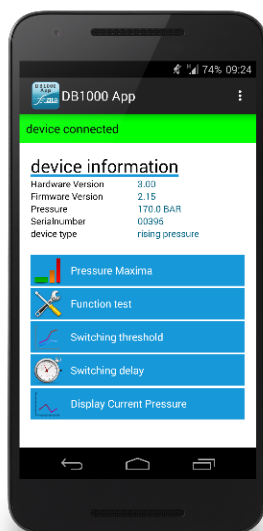 74% 09:24
DB1000 App
DB1000 App
device connected
device information
Hardware Version 3.00
Firmware Version 2.15
Pressure 170.0 BAR
Serialnumber 00396
device type rising pressure
Pressure Maxima
Function test
Switching threshold
Switching delay
Display Current Pressure